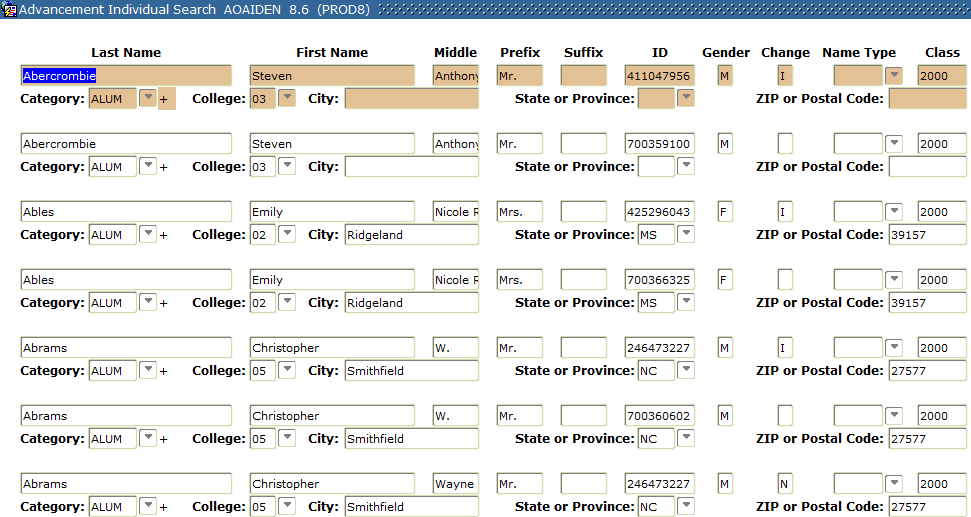 Advancement Individual Search AOAIDEN 8.6 (PROD8)
Last Name First Name Middle Prefix Suffix ID Gender Change Name Type Class
Abercrombie Steven Anthony Mr. 411047956 M I 2000
Category: ALUM + College: 03 City: State or Province: ZIP or Postal Code:
Abercrombie Steven Anthony Mr. 700359100 M 2000
Category: ALUM + College: 03 City: State or Province: ZIP or Postal Code:
Ables Emily Nicole R Mrs. 425296043 F I 2000
Category: ALUM + College: 02 City: Ridgeland State or Province: MS ZIP or Postal Code: 39157
Ables Emily Nicole R Mrs. 700366325 F 2000
Category: ALUM + College: 02 City: Ridgeland State or Province: MS ZIP or Postal Code: 39157
Abrams Christopher W. Mr. 246473227 M I 2000
Category: ALUM + College: 05 City: Smithfield State or Province: NC ZIP or Postal Code: 27577
Abrams Christopher W. Mr. 700360602 M 2000
Category: ALUM + College: 05 City: Smithfield State or Province: NC ZIP or Postal Code: 27577
Abrams Christopher Wayne Mr. 246473227 M N 2000
Category: ALUM + College: 05 City: Smithfield State or Province: NC ZIP or Postal Code: 27577